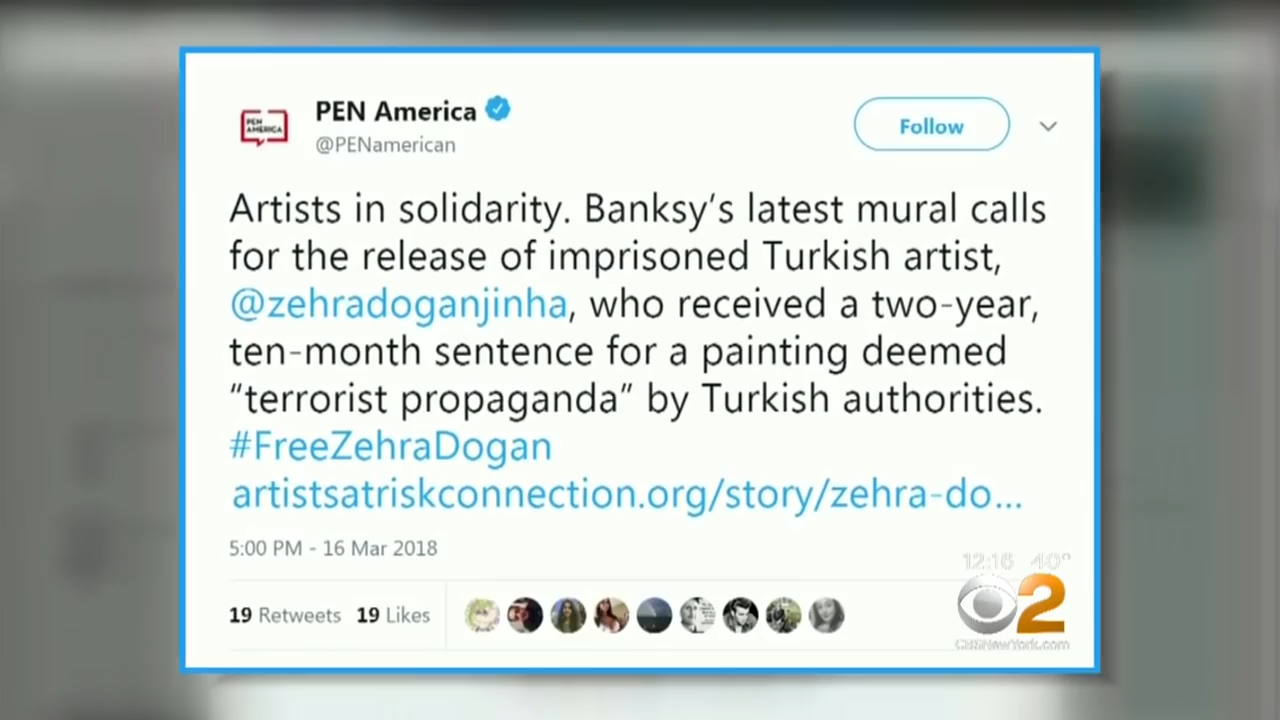 PEN America
@PENamerican
PEN
AMERICA
Follow
Artists in solidarity. Banksy's latest mural calls
for the release of imprisoned Turkish artist,
@zehradoganjinha, who received a two-year,
ten-month sentence for a painting deemed
“terrorist propaganda” by Turkish authorities.
#FreeZehraDogan
artistsatriskconnection.org/story/zehra-do...
5:00 PM - 16 Mar 2018
19 Retweets 19 Likes
12:16 40°
2
CBSNewYork.com